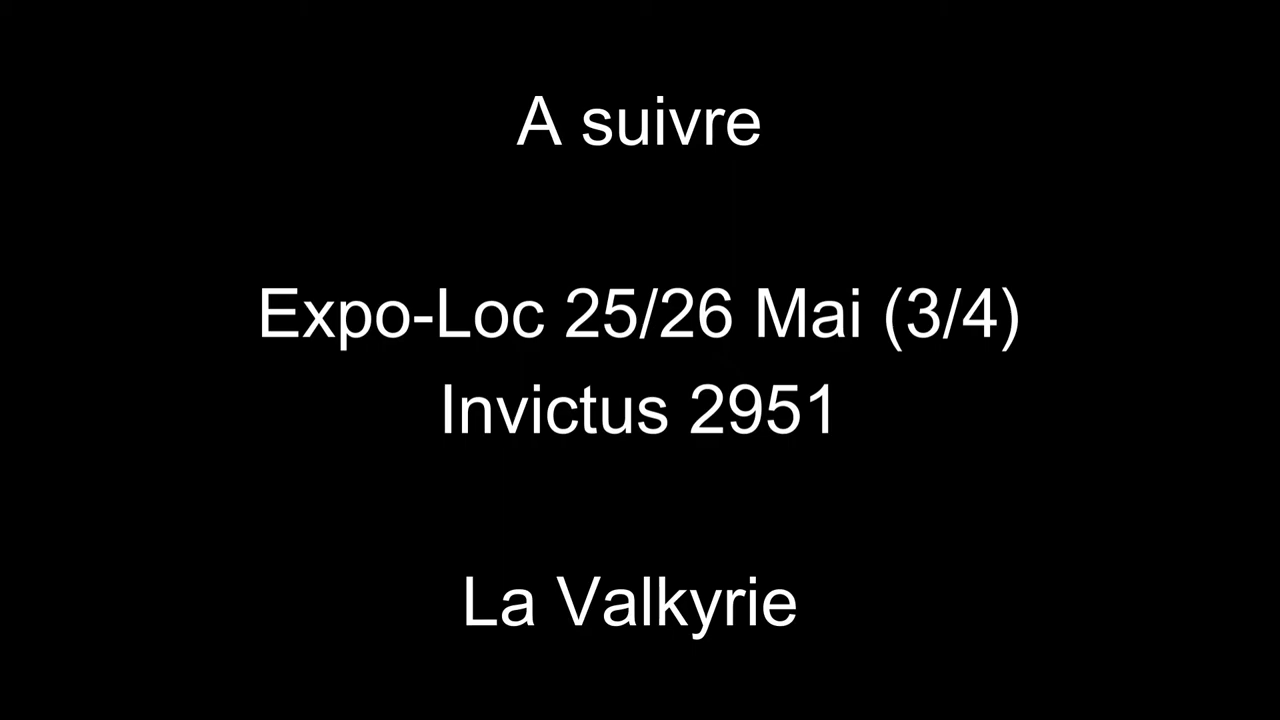 A suivre
Expo-Loc 25/26 Mai (3/4)
Invictus 2951
La Valkyrie